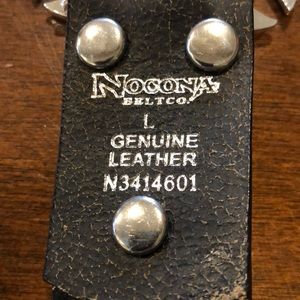 NOCONA
BELT CO.
L
GENUINE
LEATHER
N3414601